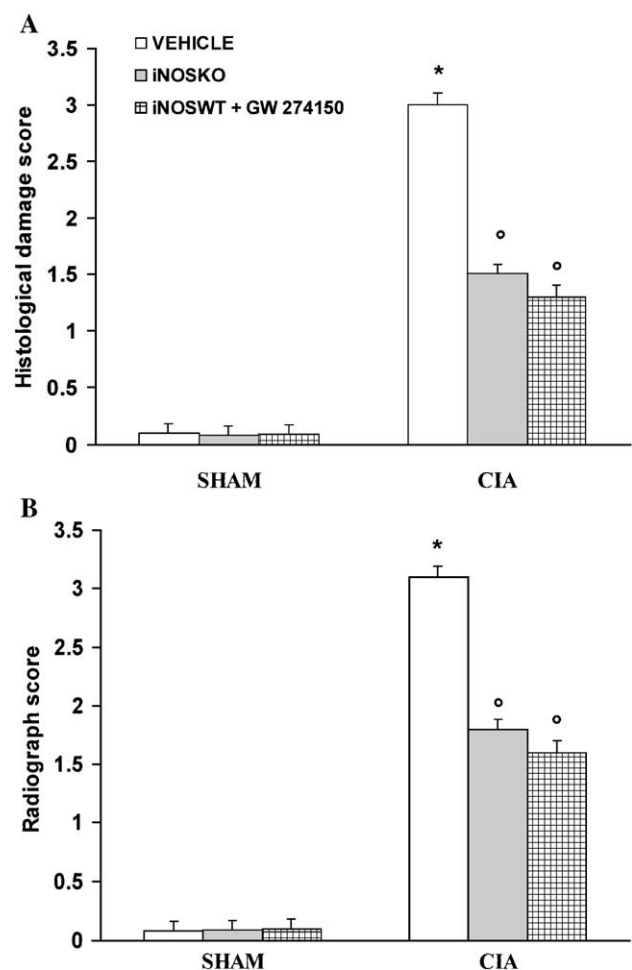 A
3.5
3
2.5
2
1.5
1
0.5
0
Histological damage score
VEHICLE
iNOSKO
iNOSWT + GW 274150
*
°
°
SHAM CIA
B
3.5
3
2.5
2
1.5
1
0.5
0
Radiograph score
*
°
°
SHAM CIA